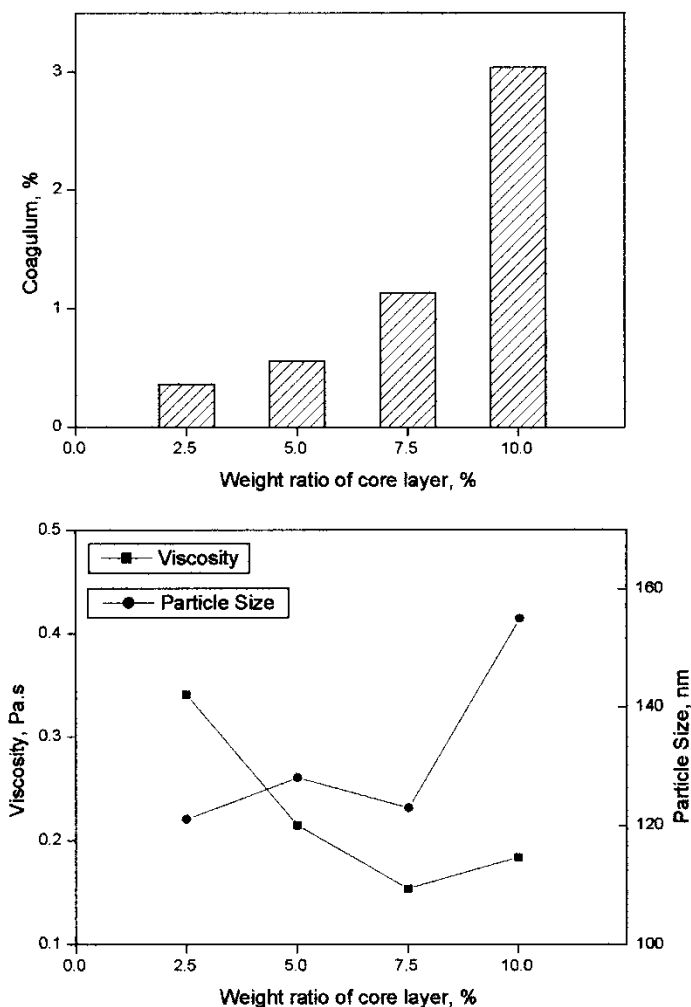 3
2
1
0
Coagulum, %
0.0 2.5 5.0 7.5 10.0
Weight ratio of core layer, %
0.5
0.4
0.3
0.2
0.1
Viscosity, Pa.s
Viscosity
Particle Size
160
140
120
100
Particle Size, nm
0.0 2.5 5.0 7.5 10.0
Weight ratio of core layer, %